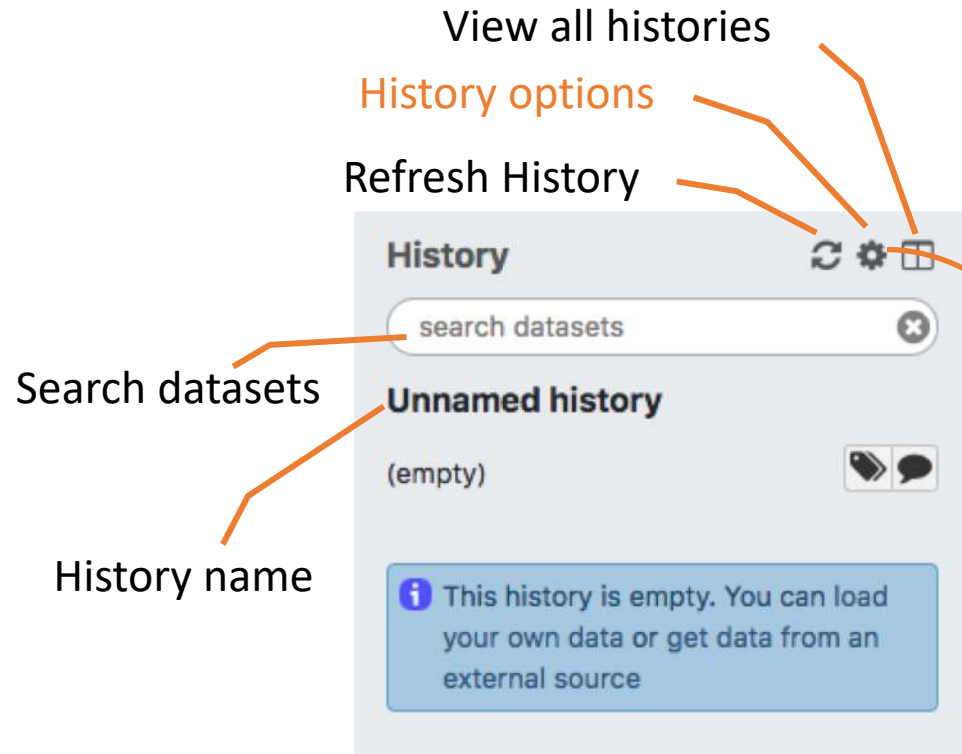 View all histories
History options
Refresh History
History
search datasets
Search datasets
Unnamed history
(empty)
History name
This history is empty. You can load
your own data or get data from an
external source